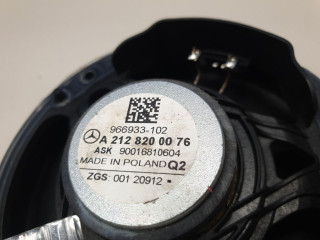 966933-102
A 212 820 00 76
ASK 90016810604
MADE IN POLAND Q2
ZGS: 001 20912